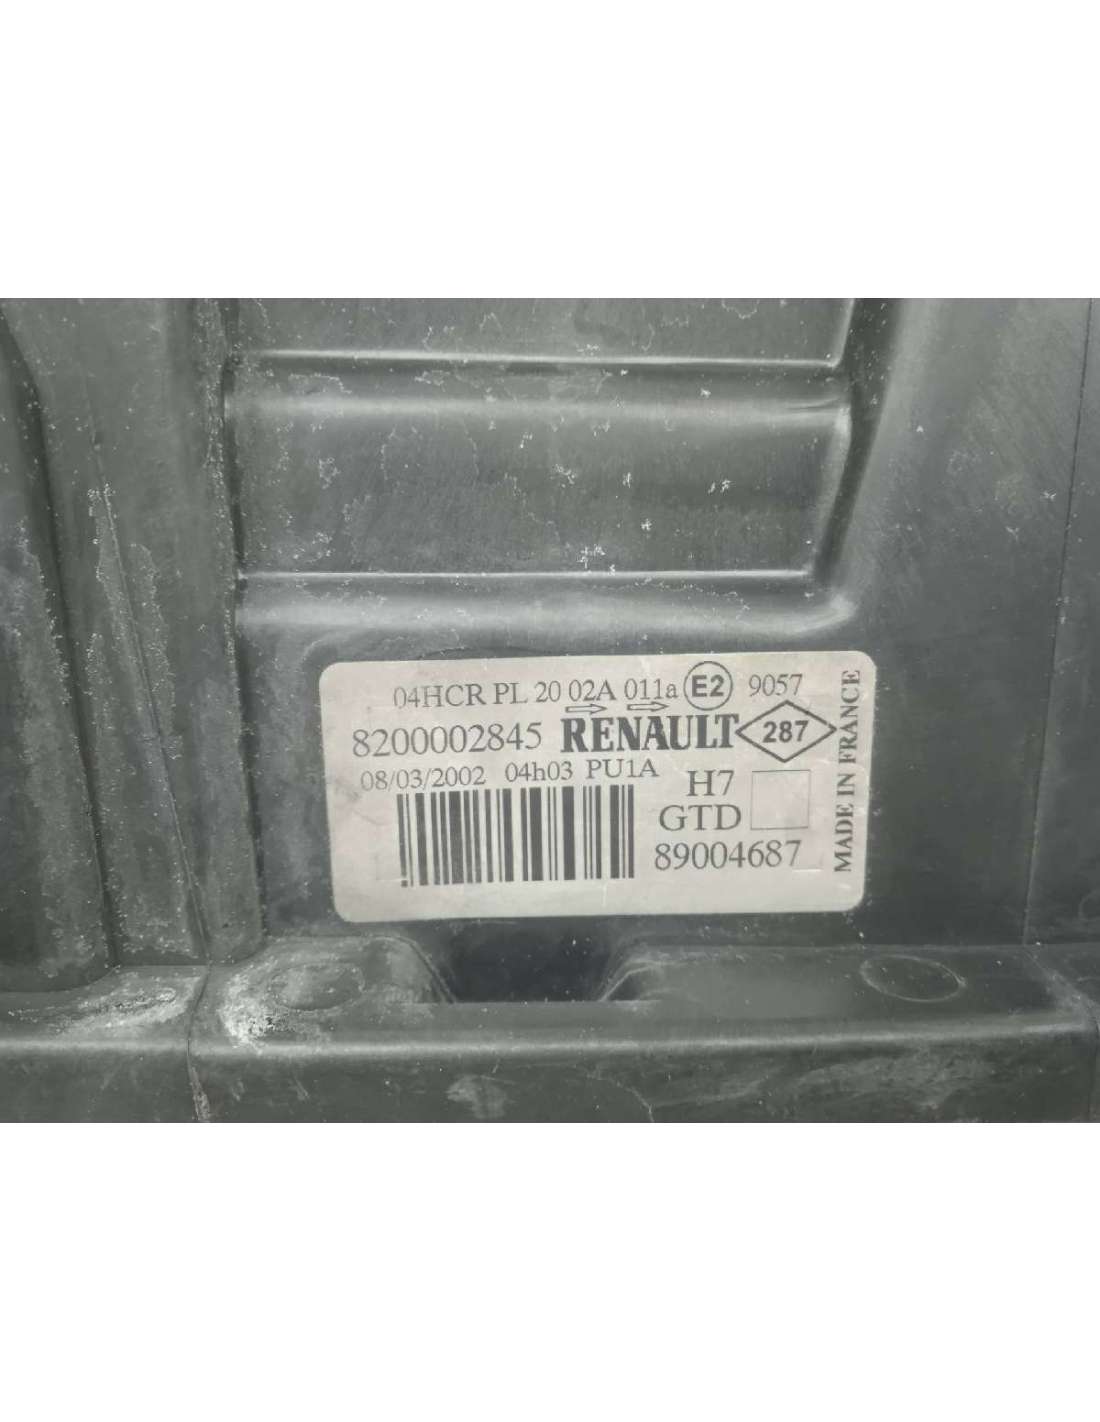 04HCR PL 20 02A 011a E2 9057
8200002845 RENAULT 287
08/03/2002 04h03 PU1A H7
GTD
89004687
MADE IN FRANCE